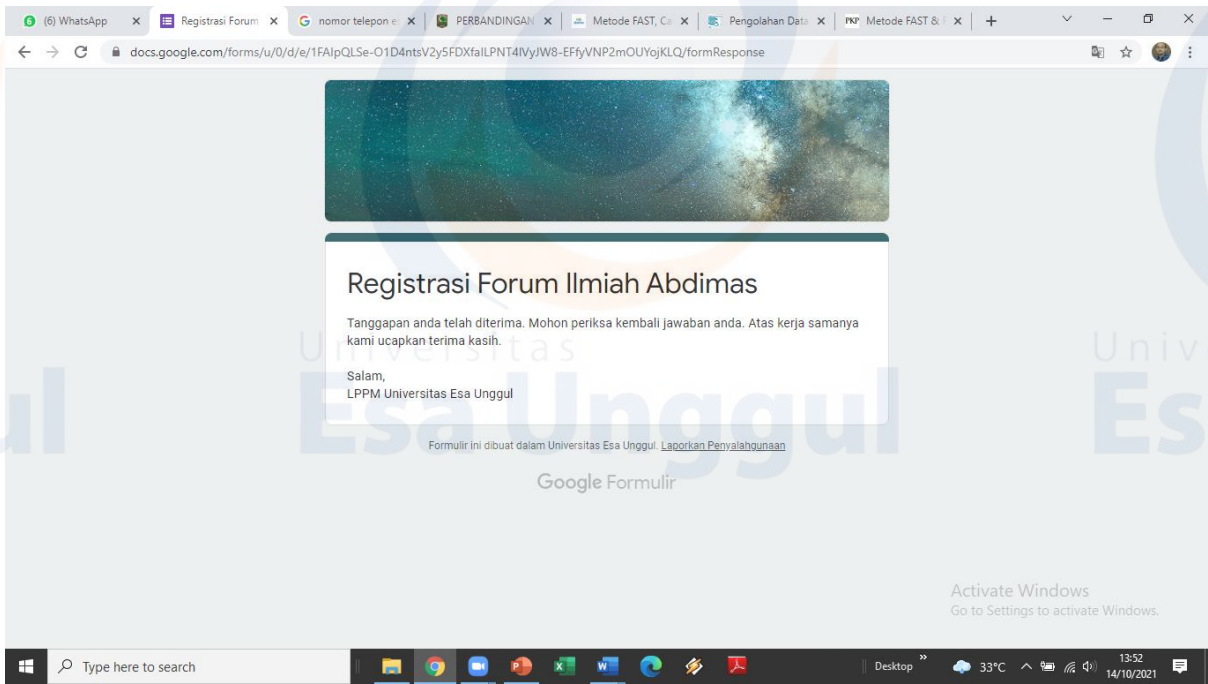 (6) WhatsApp
Registrasi Forum
nomor telepon e
PERBANDINGAN
Metode FAST, Ca
Pengolahan Data
PKP Metode FAST & F
docs.google.com/forms/u/0/d/e/1FAIpQLSe-O1D4ntsV2y5FDXfaILPNT4lVyJW8-EFfyVNP2mOUYojKLQ/formResponse
Registrasi Forum Ilmiah Abdimas
Tanggapan anda telah diterima. Mohon periksa kembali jawaban anda. Atas kerja samanya
kami ucapkan terima kasih.
Salam,
LPPM Universitas Esa Unggul
Formulir ini dibuat dalam Universitas Esa Unggul. Laporkan Penyalahgunaan
Google Formulir
Universitas
Esa Unggul
ul
Univ
Es
Activate Windows
Go to Settings to activate Windows.
Type here to search
Desktop
33°C
13:52
14/10/2021